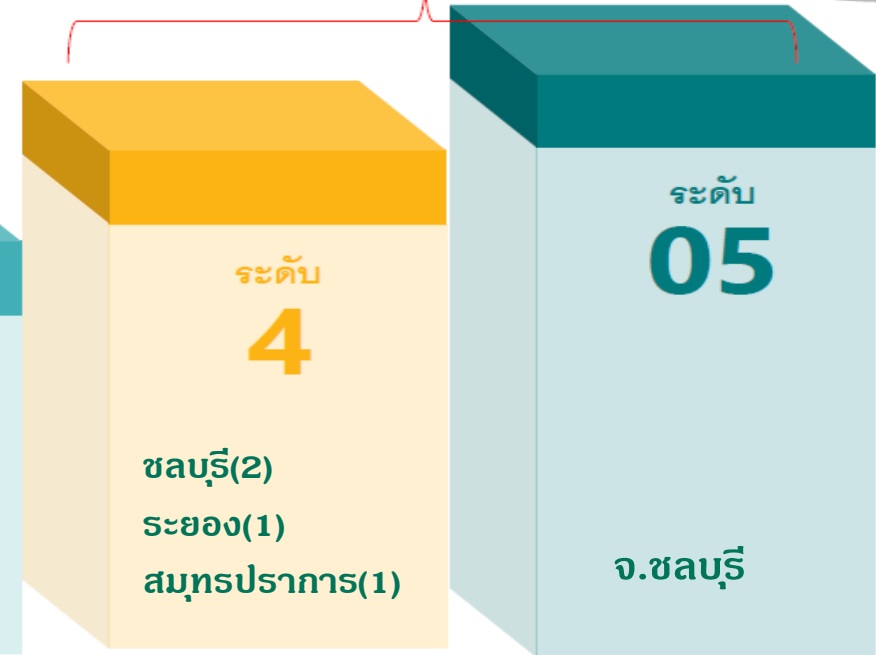 ระดับ
4
ชลบุรี(2)
ระยอง(1)
สมุทรปราการ(1)
ระดับ
05
จ.ชลบุรี